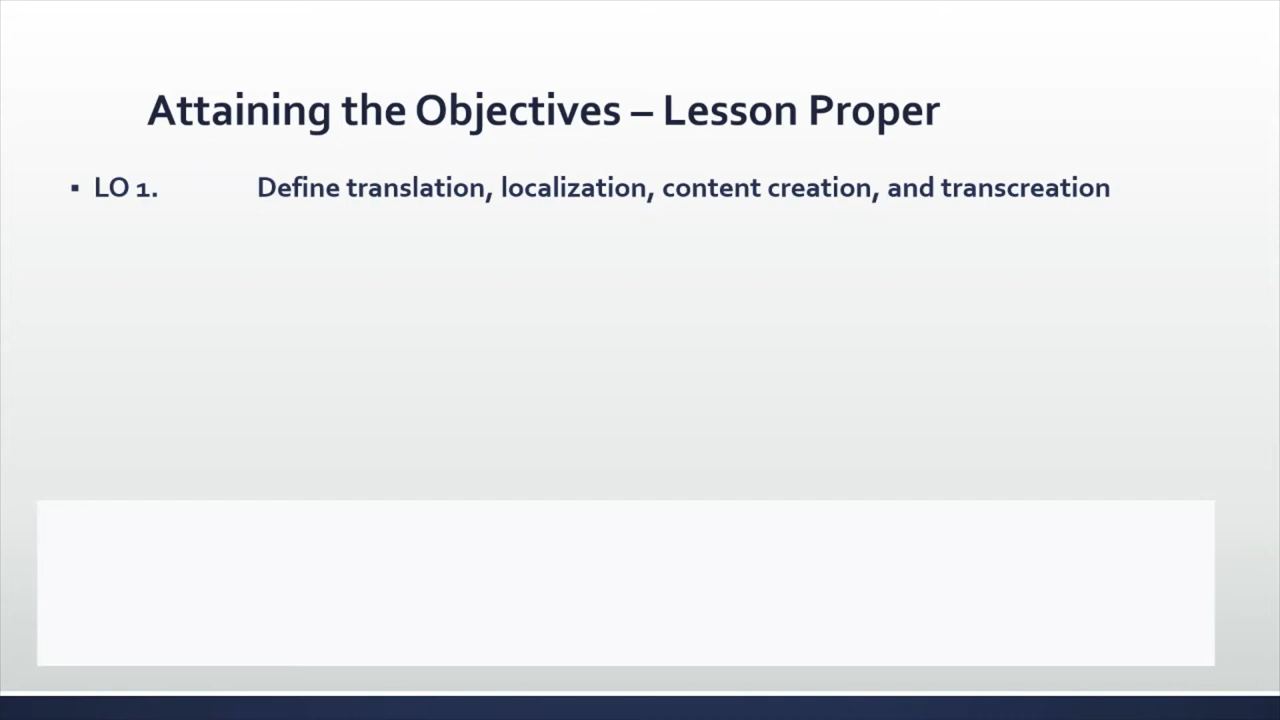 Attaining the Objectives – Lesson Proper
▪ LO 1. Define translation, localization, content creation, and transcreation